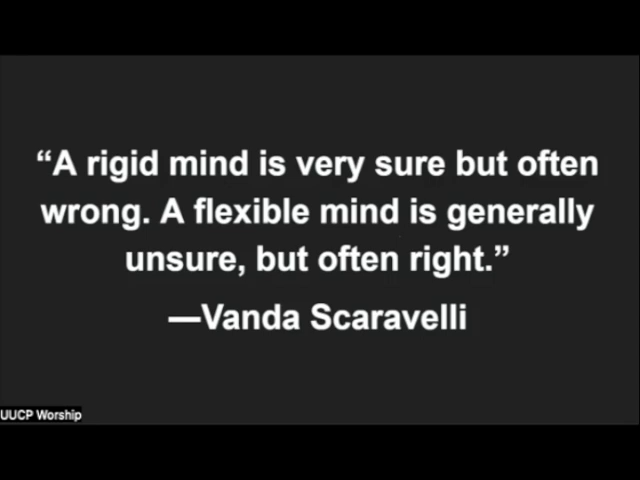 “A rigid mind is very sure but often
wrong. A flexible mind is generally
unsure, but often right.”
—Vanda Scaravelli
UUCP Worship